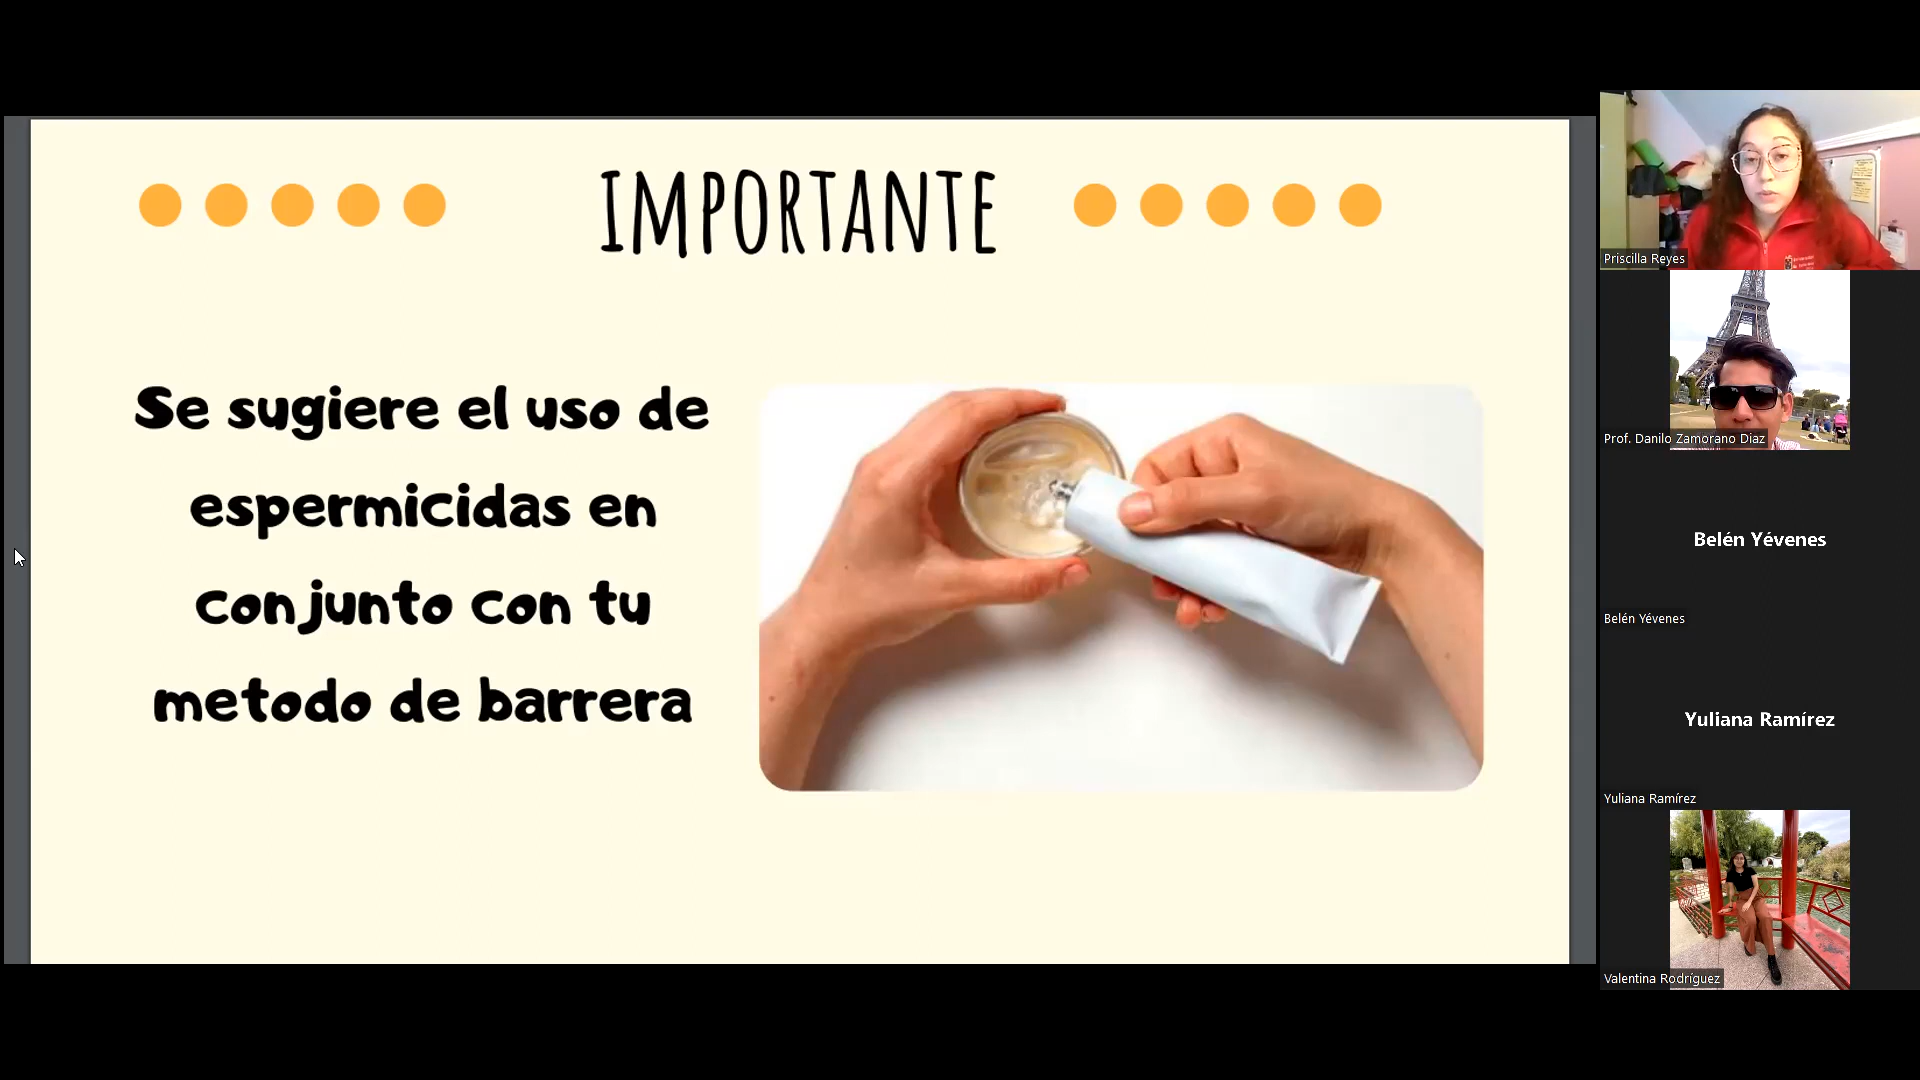 IMPORTANTE
Se sugiere el uso de
espermicidas en
conjunto con tu
metodo de barrera
Priscilla Reyes
Prof. Danilo Zamorano Diaz
Belén Yévenes
Belén Yévenes
Yuliana Ramírez
Yuliana Ramírez
Valentina Rodríguez